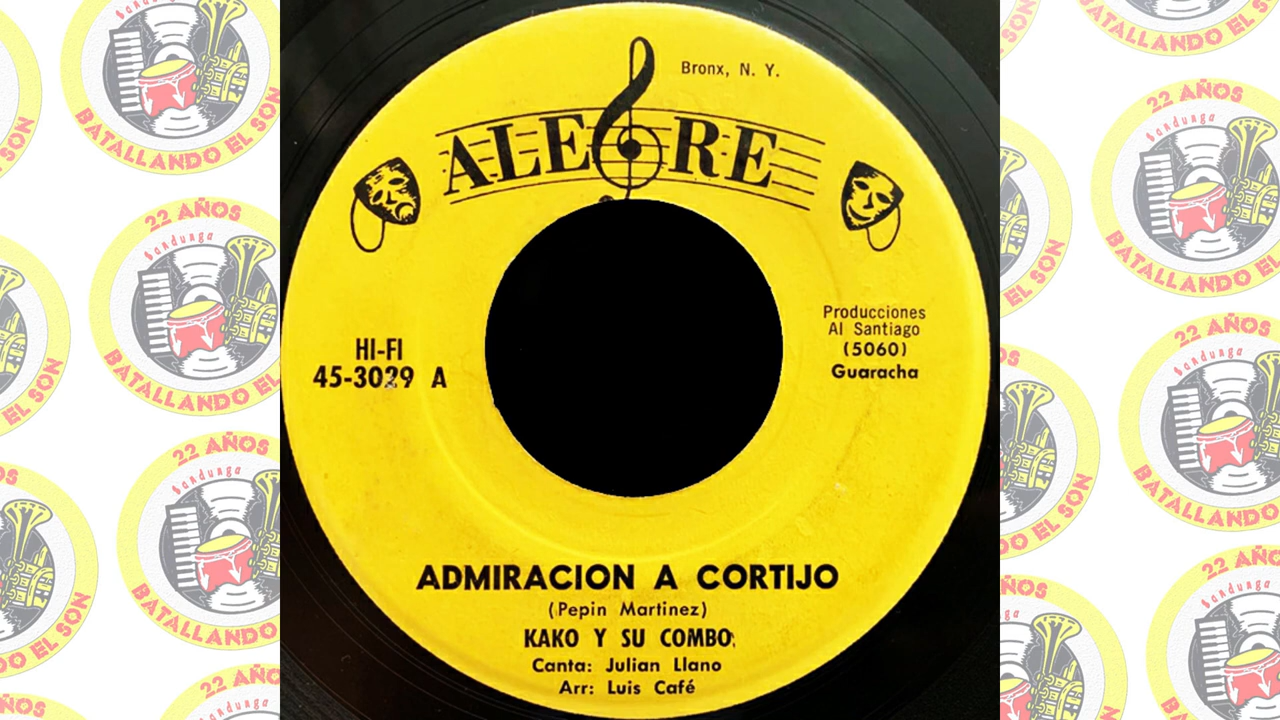 Bronx, N. Y.
ALEGRE
HI-FI
45-3029 A
Producciones
Al Santiago
(5060)
Guaracha
ADMIRACION A CORTIJO
(Pepin Martinez)
KAKO Y SU COMBO
Canta: Julian Llano
Arr: Luis Café
22 AÑOS
Sandunga
BATALLANDO EL SON